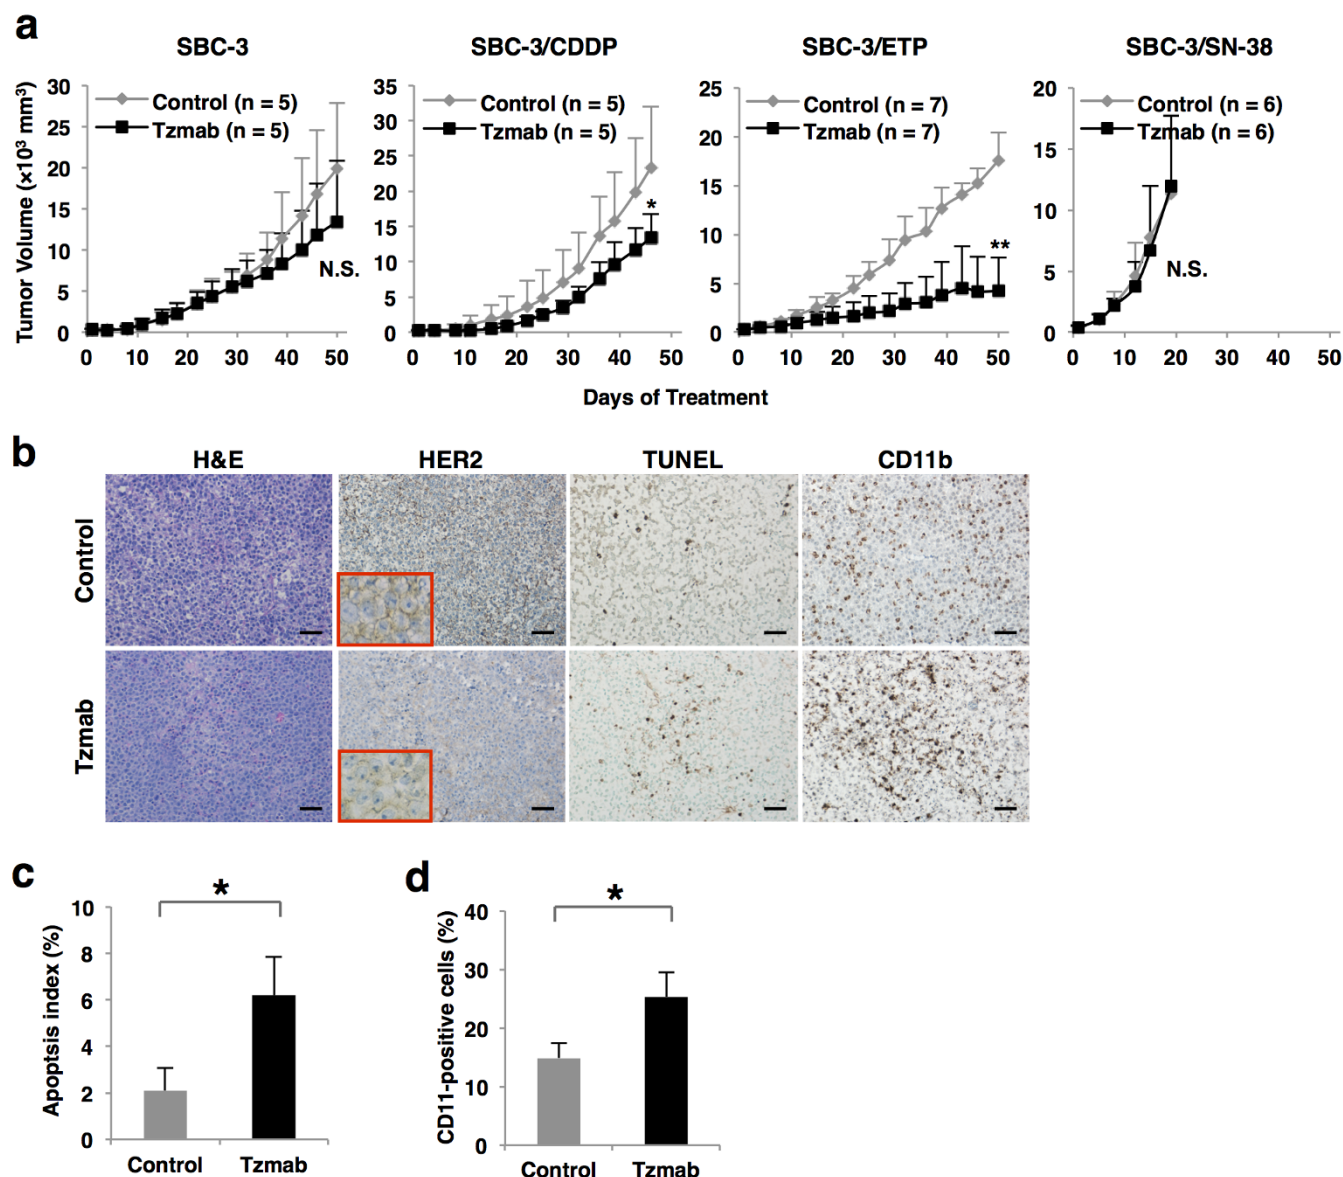 a
SBC-3
SBC-3/CDDP
SBC-3/ETP
SBC-3/SN-38
Tumor Volume (×10³ mm³)
30
25
20
15
10
5
0
Control (n = 5)
Tzmab (n = 5)
N.S.
0 10 20 30 40 50
35
30
25
20
15
10
5
0
Control (n = 5)
Tzmab (n = 5)
*
0 10 20 30 40 50
25
20
15
10
5
0
Control (n = 7)
Tzmab (n = 7)
**
0 10 20 30 40 50
20
15
10
5
0
Control (n = 6)
Tzmab (n = 6)
N.S.
0 10 20 30 40 50
Days of Treatment
b
H&E
HER2
TUNEL
CD11b
Control
Tzmab
c
Apoptsis index (%)
10
8
6
4
2
0
*
Control
Tzmab
d
CD11-positive cells (%)
40
30
20
10
0
*
Control
Tzmab